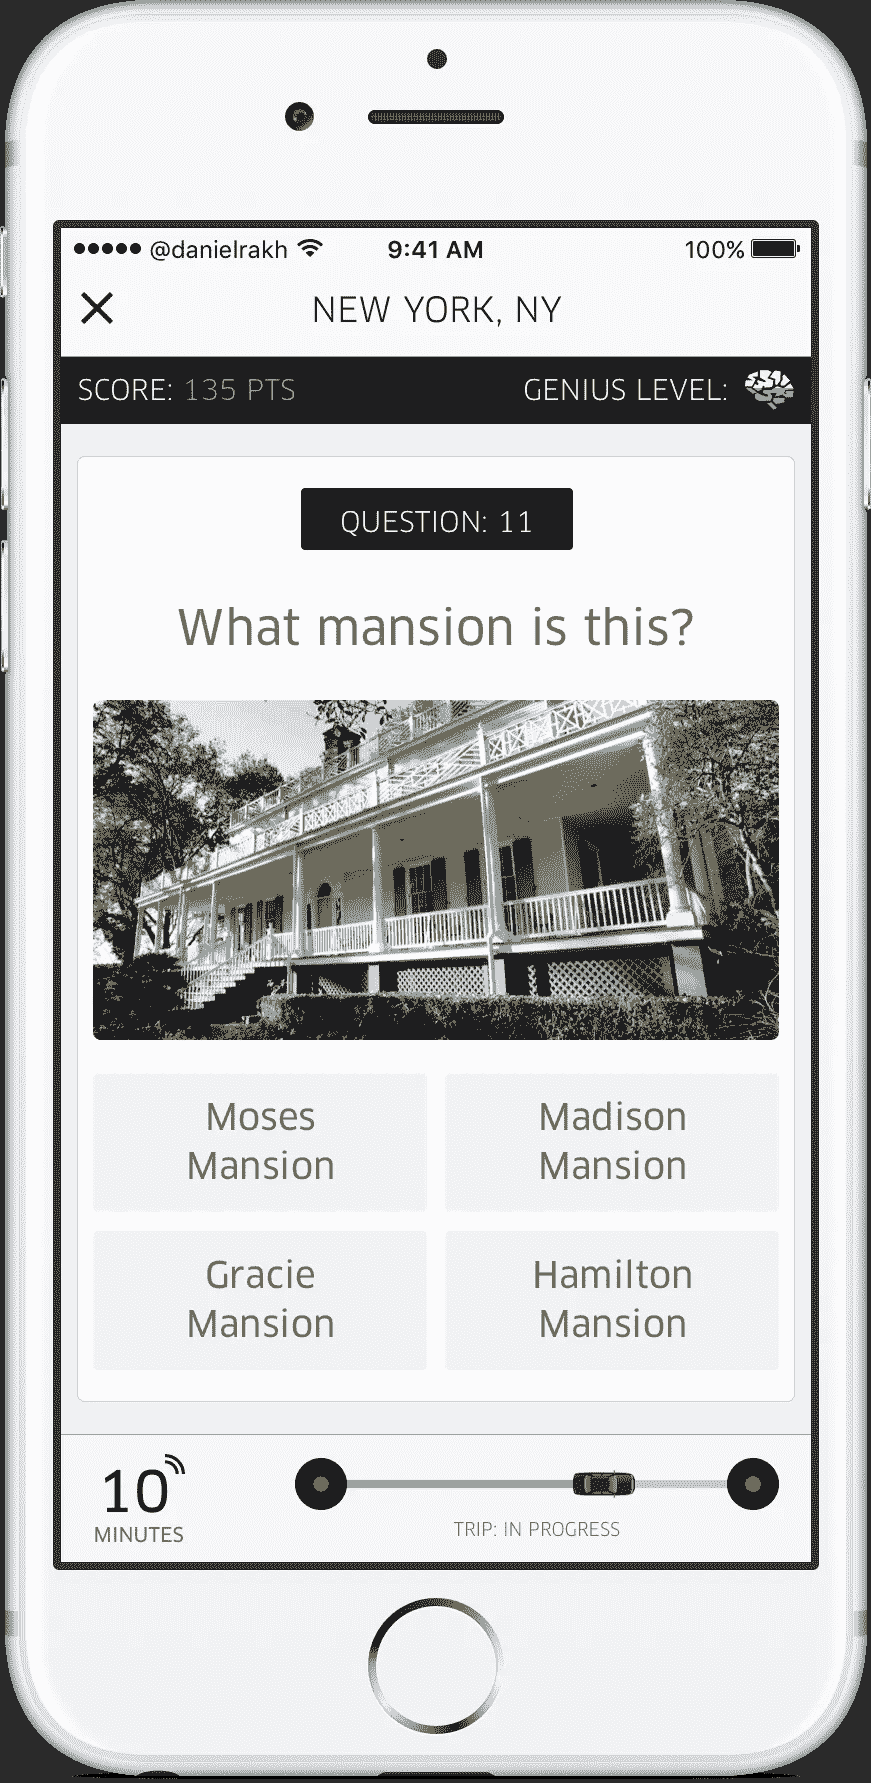 @danielrakh 9:41 AM 100%
NEW YORK, NY
SCORE: 135 PTS GENIUS LEVEL:
QUESTION: 11
What mansion is this?
Moses
Mansion
Madison
Mansion
Gracie
Mansion
Hamilton
Mansion
10
MINUTES
TRIP: IN PROGRESS